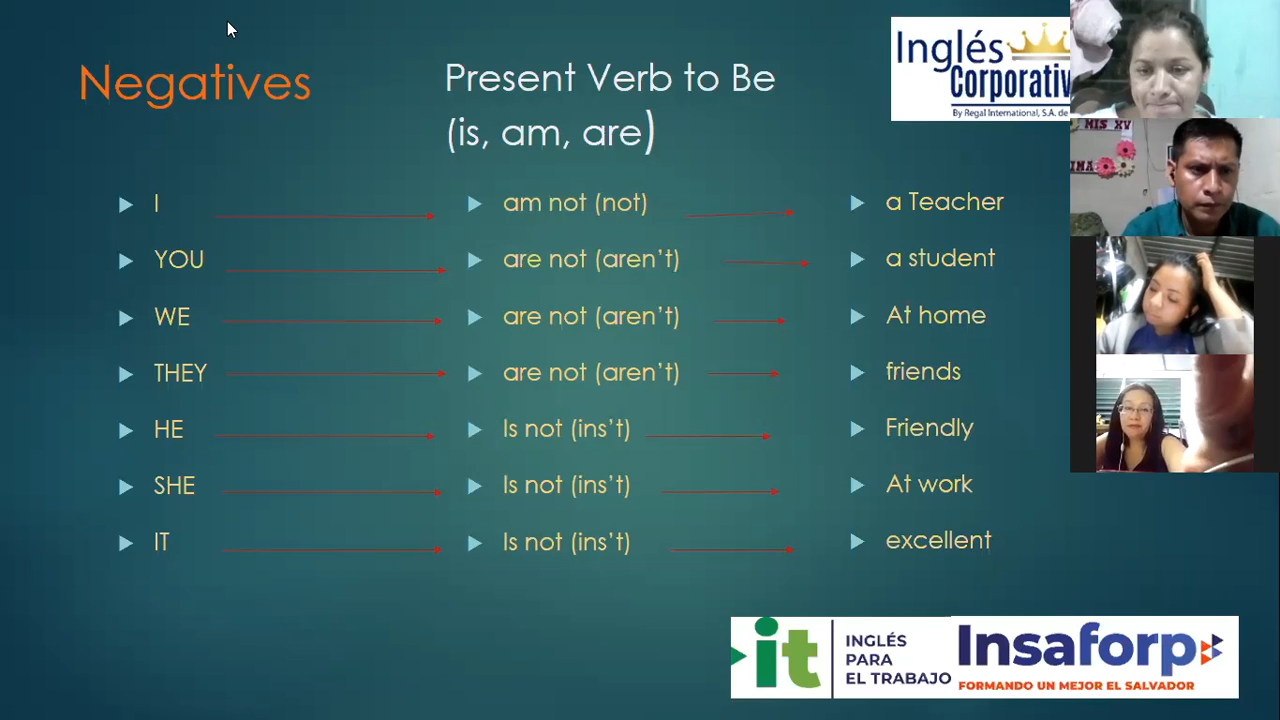 Negatives
Present Verb to Be
(is, am, are)
Inglés
Corporativ
By Regal International, S.A. de
MIS XV
I
am not (not)
a Teacher
YOU
are not (aren't)
a student
WE
are not (aren't)
At home
THEY
are not (aren't)
friends
HE
Is not (ins't)
Friendly
SHE
Is not (ins't)
At work
IT
Is not (ins't)
excellent
it
INGLÉS
PARA
EL TRABAJO
Insaforp
FORMANDO UN MEJOR EL SALVADOR